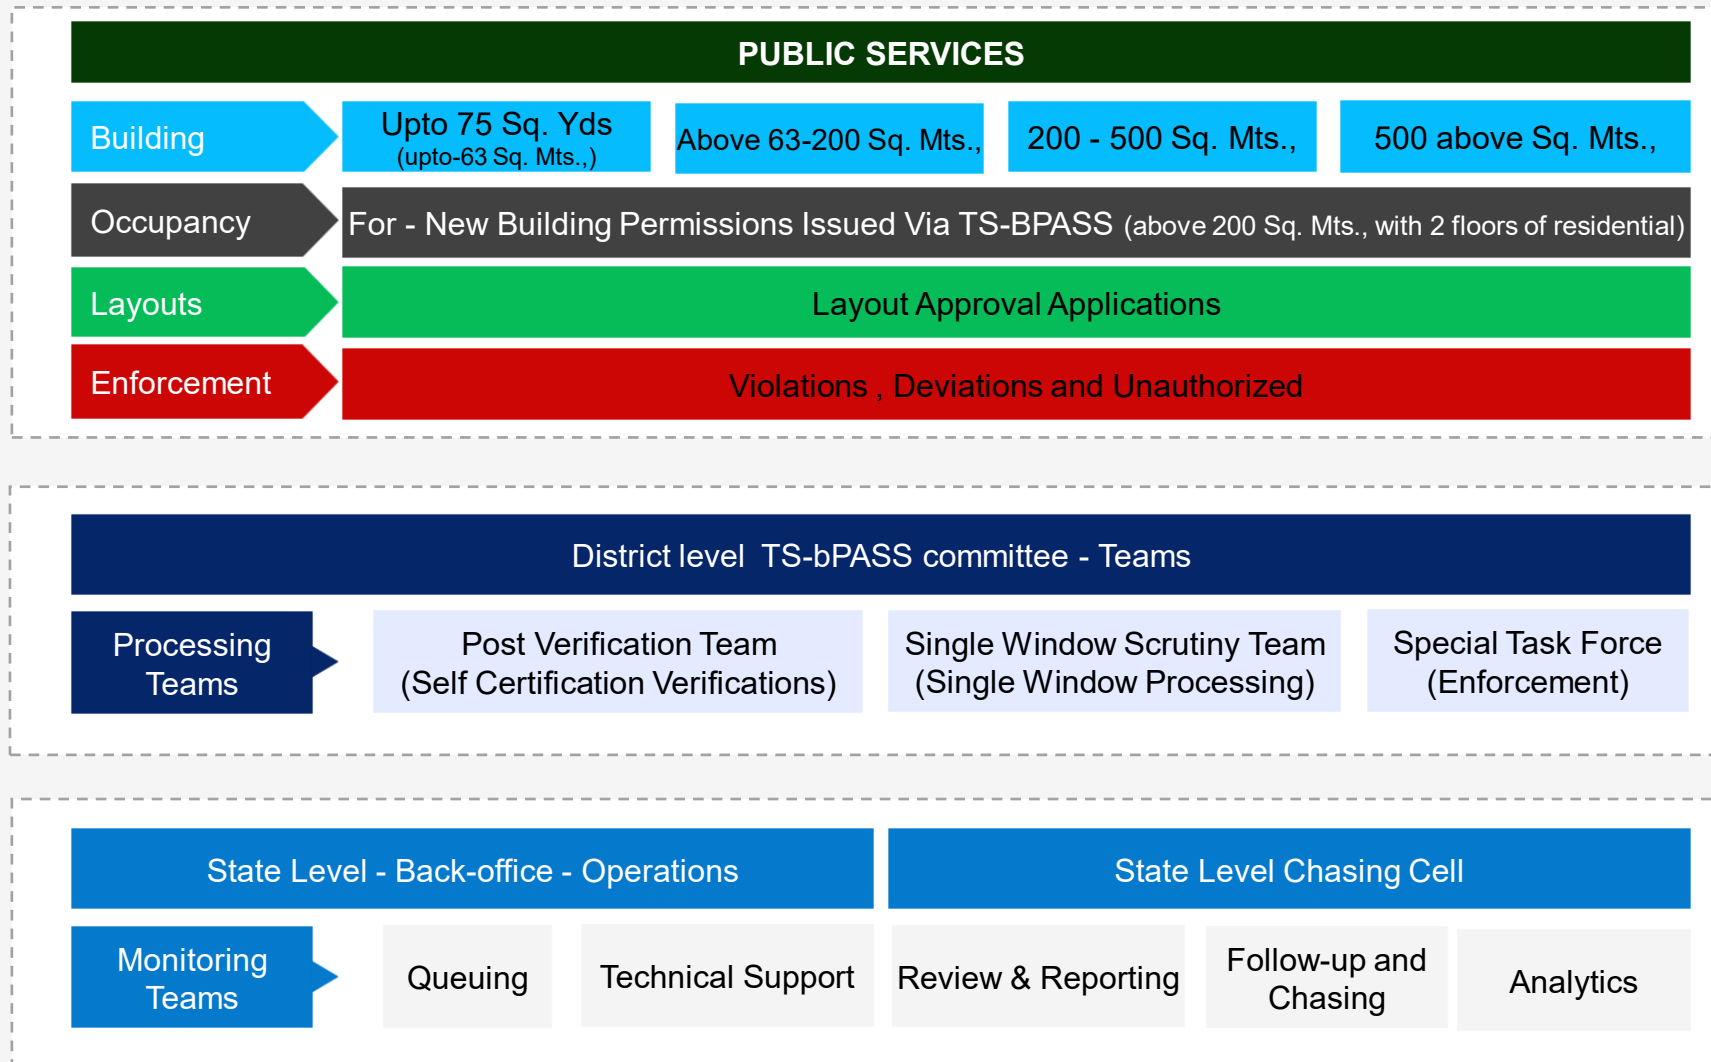 PUBLIC SERVICES
Building
Upto 75 Sq. Yds
(upto-63 Sq. Mts.,)
Above 63-200 Sq. Mts.,
200 - 500 Sq. Mts.,
500 above Sq. Mts.,
Occupancy
For - New Building Permissions Issued Via TS-BPASS (above 200 Sq. Mts., with 2 floors of residential)
Layouts
Layout Approval Applications
Enforcement
Violations , Deviations and Unauthorized
District level TS-bPASS committee - Teams
Processing
Teams
Post Verification Team
(Self Certification Verifications)
Single Window Scrutiny Team
(Single Window Processing)
Special Task Force
(Enforcement)
State Level - Back-office - Operations
State Level Chasing Cell
Monitoring
Teams
Queuing
Technical Support
Review & Reporting
Follow-up and
Chasing
Analytics